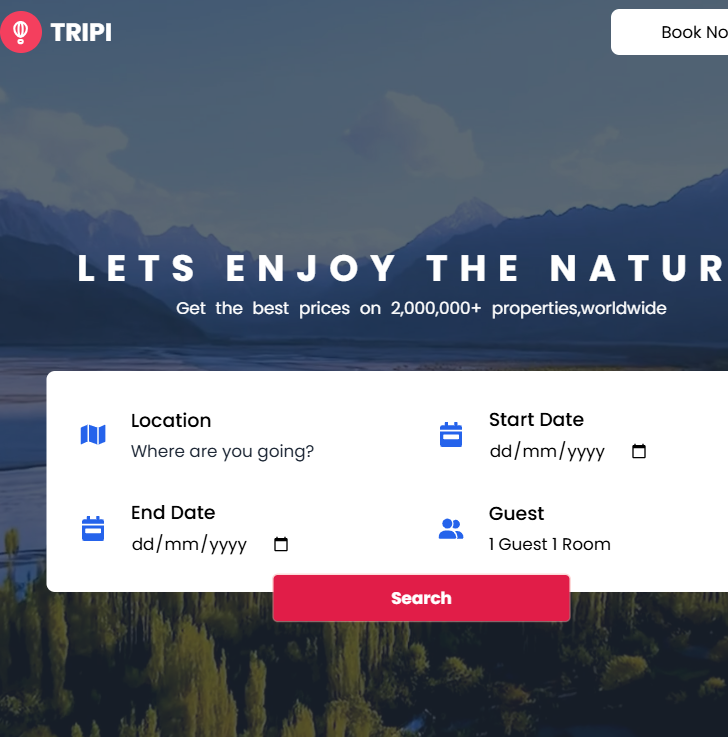 TRIPI
Book No
LETS ENJOY THE NATUR
Get the best prices on 2,000,000+ properties,worldwide
Location
Where are you going?
Start Date
dd/mm/yyyy
End Date
dd/mm/yyyy
Guest
1 Guest 1 Room
Search